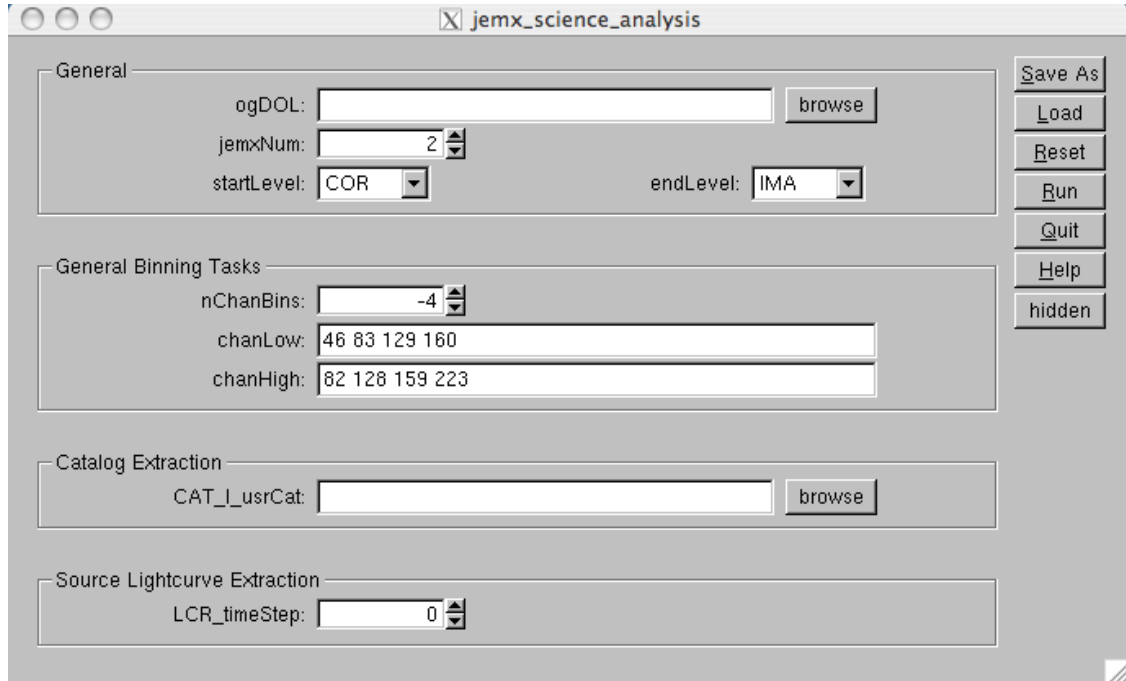 X jemx_science_analysis
General
Save As
ogDOL: browse
Load
jemxNum: 2
Reset
startLevel: COR endLevel: IMA
Run
Quit
General Binning Tasks
Help
nChanBins: -4
hidden
chanLow: 46 83 129 160
chanHigh: 82 128 159 223
Catalog Extraction
CAT_I_usrCat: browse
Source Lightcurve Extraction
LCR_timeStep: 0